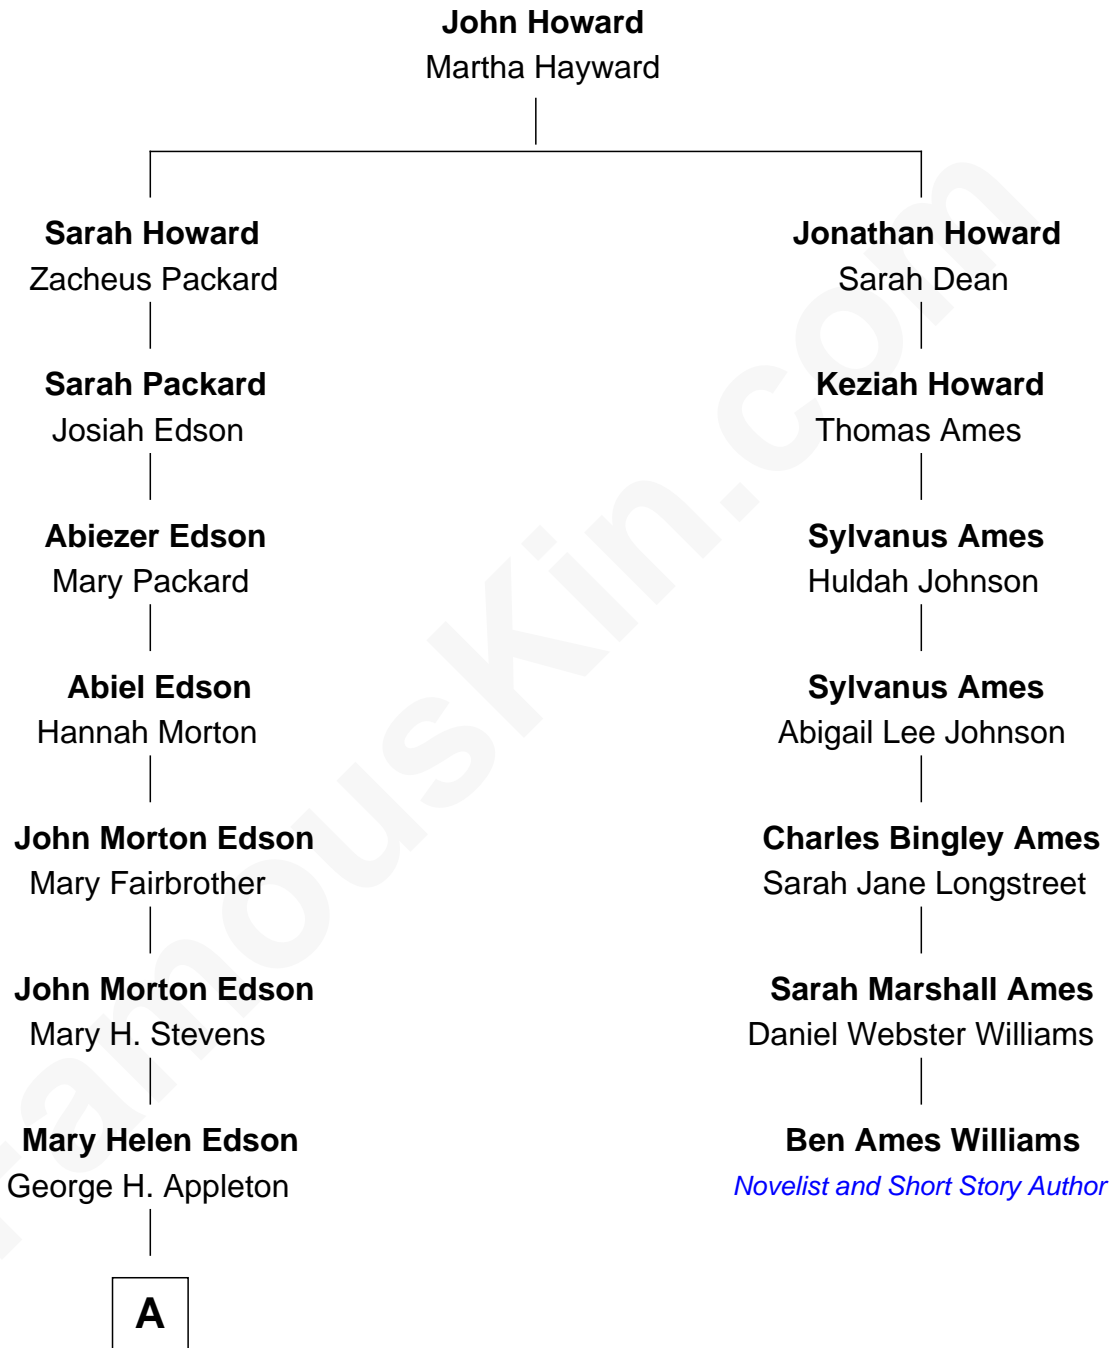 John Howard
Martha Hayward
Sarah Howard
Zacheus Packard
Jonathan Howard
Sarah Dean
Sarah Packard
Josiah Edson
Keziah Howard
Thomas Ames
Abiezer Edson
Mary Packard
Sylvanus Ames
Huldah Johnson
Abiel Edson
Hannah Morton
Sylvanus Ames
Abigail Lee Johnson
John Morton Edson
Mary Fairbrother
Charles Bingley Ames
Sarah Jane Longstreet
John Morton Edson
Mary H. Stevens
Sarah Marshall Ames
Daniel Webster Williams
Mary Helen Edson
George H. Appleton
Ben Ames Williams
Novelist and Short Story Author
A
FamousKin.com